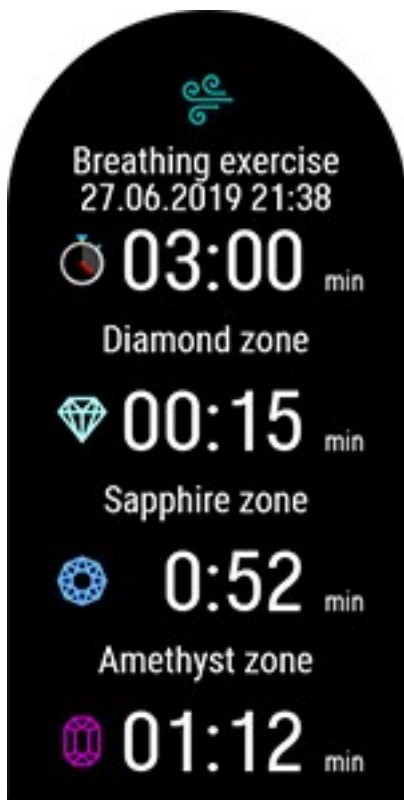 Breathing exercise
27.06.2019 21:38
03:00 min
Diamond zone
00:15 min
Sapphire zone
0:52 min
Amethyst zone
01:12 min